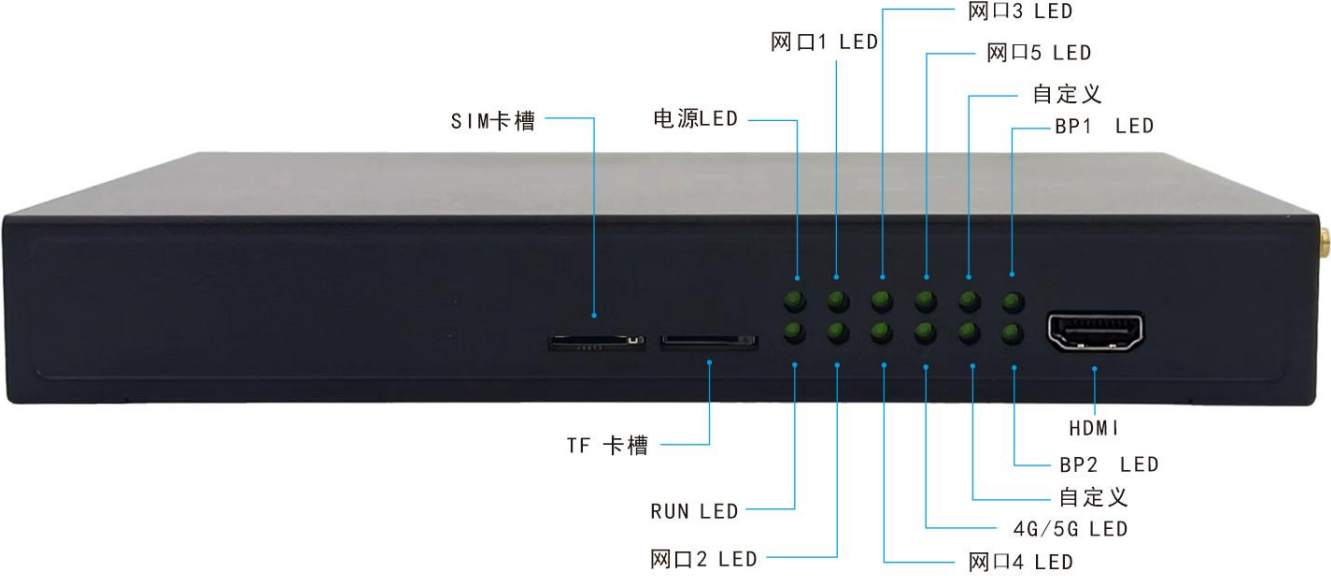 网口3 LED
网口1 LED
网口5 LED
自定义
SIM卡槽
电源LED
BP1 LED
TF 卡槽
HDMI
BP2 LED
自定义
RUN LED
4G/5G LED
网口2 LED
网口4 LED